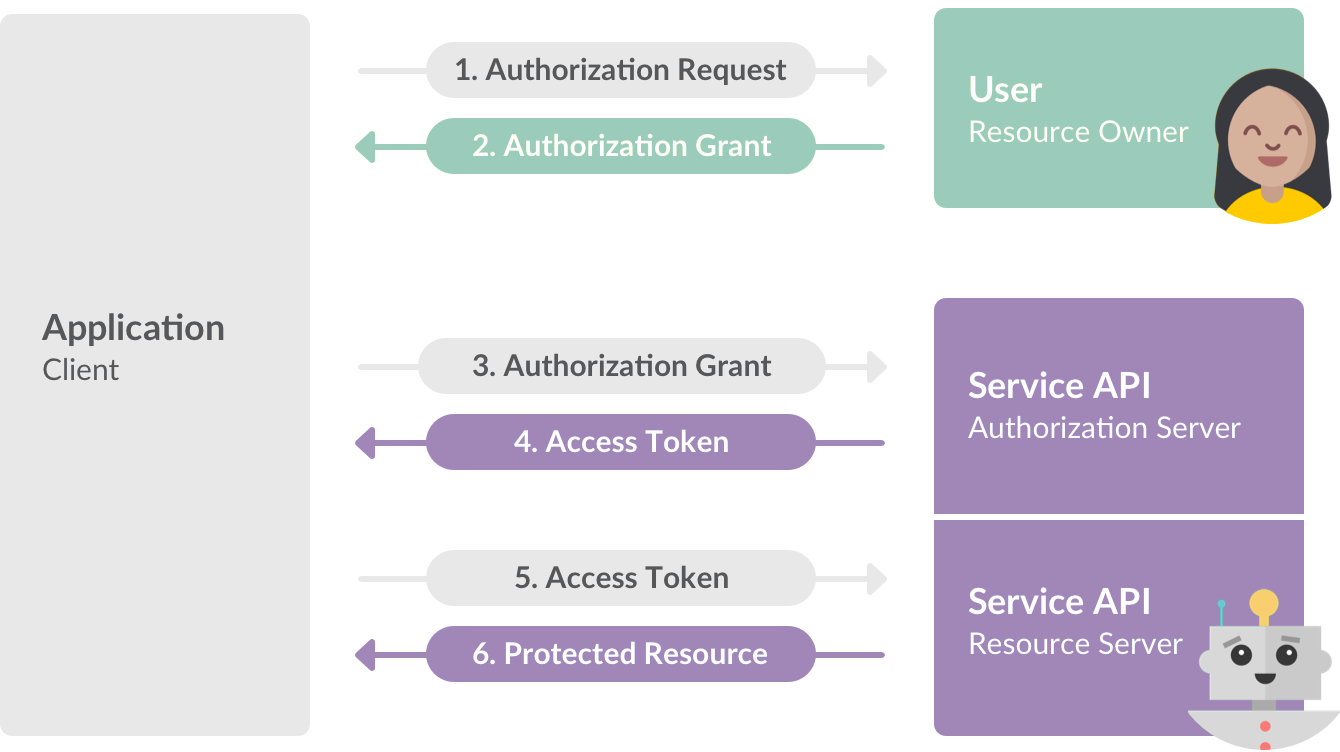 1. Authorization Request
2. Authorization Grant
User
Resource Owner
Application
Client
3. Authorization Grant
4. Access Token
Service API
Authorization Server
5. Access Token
6. Protected Resource
Service API
Resource Server